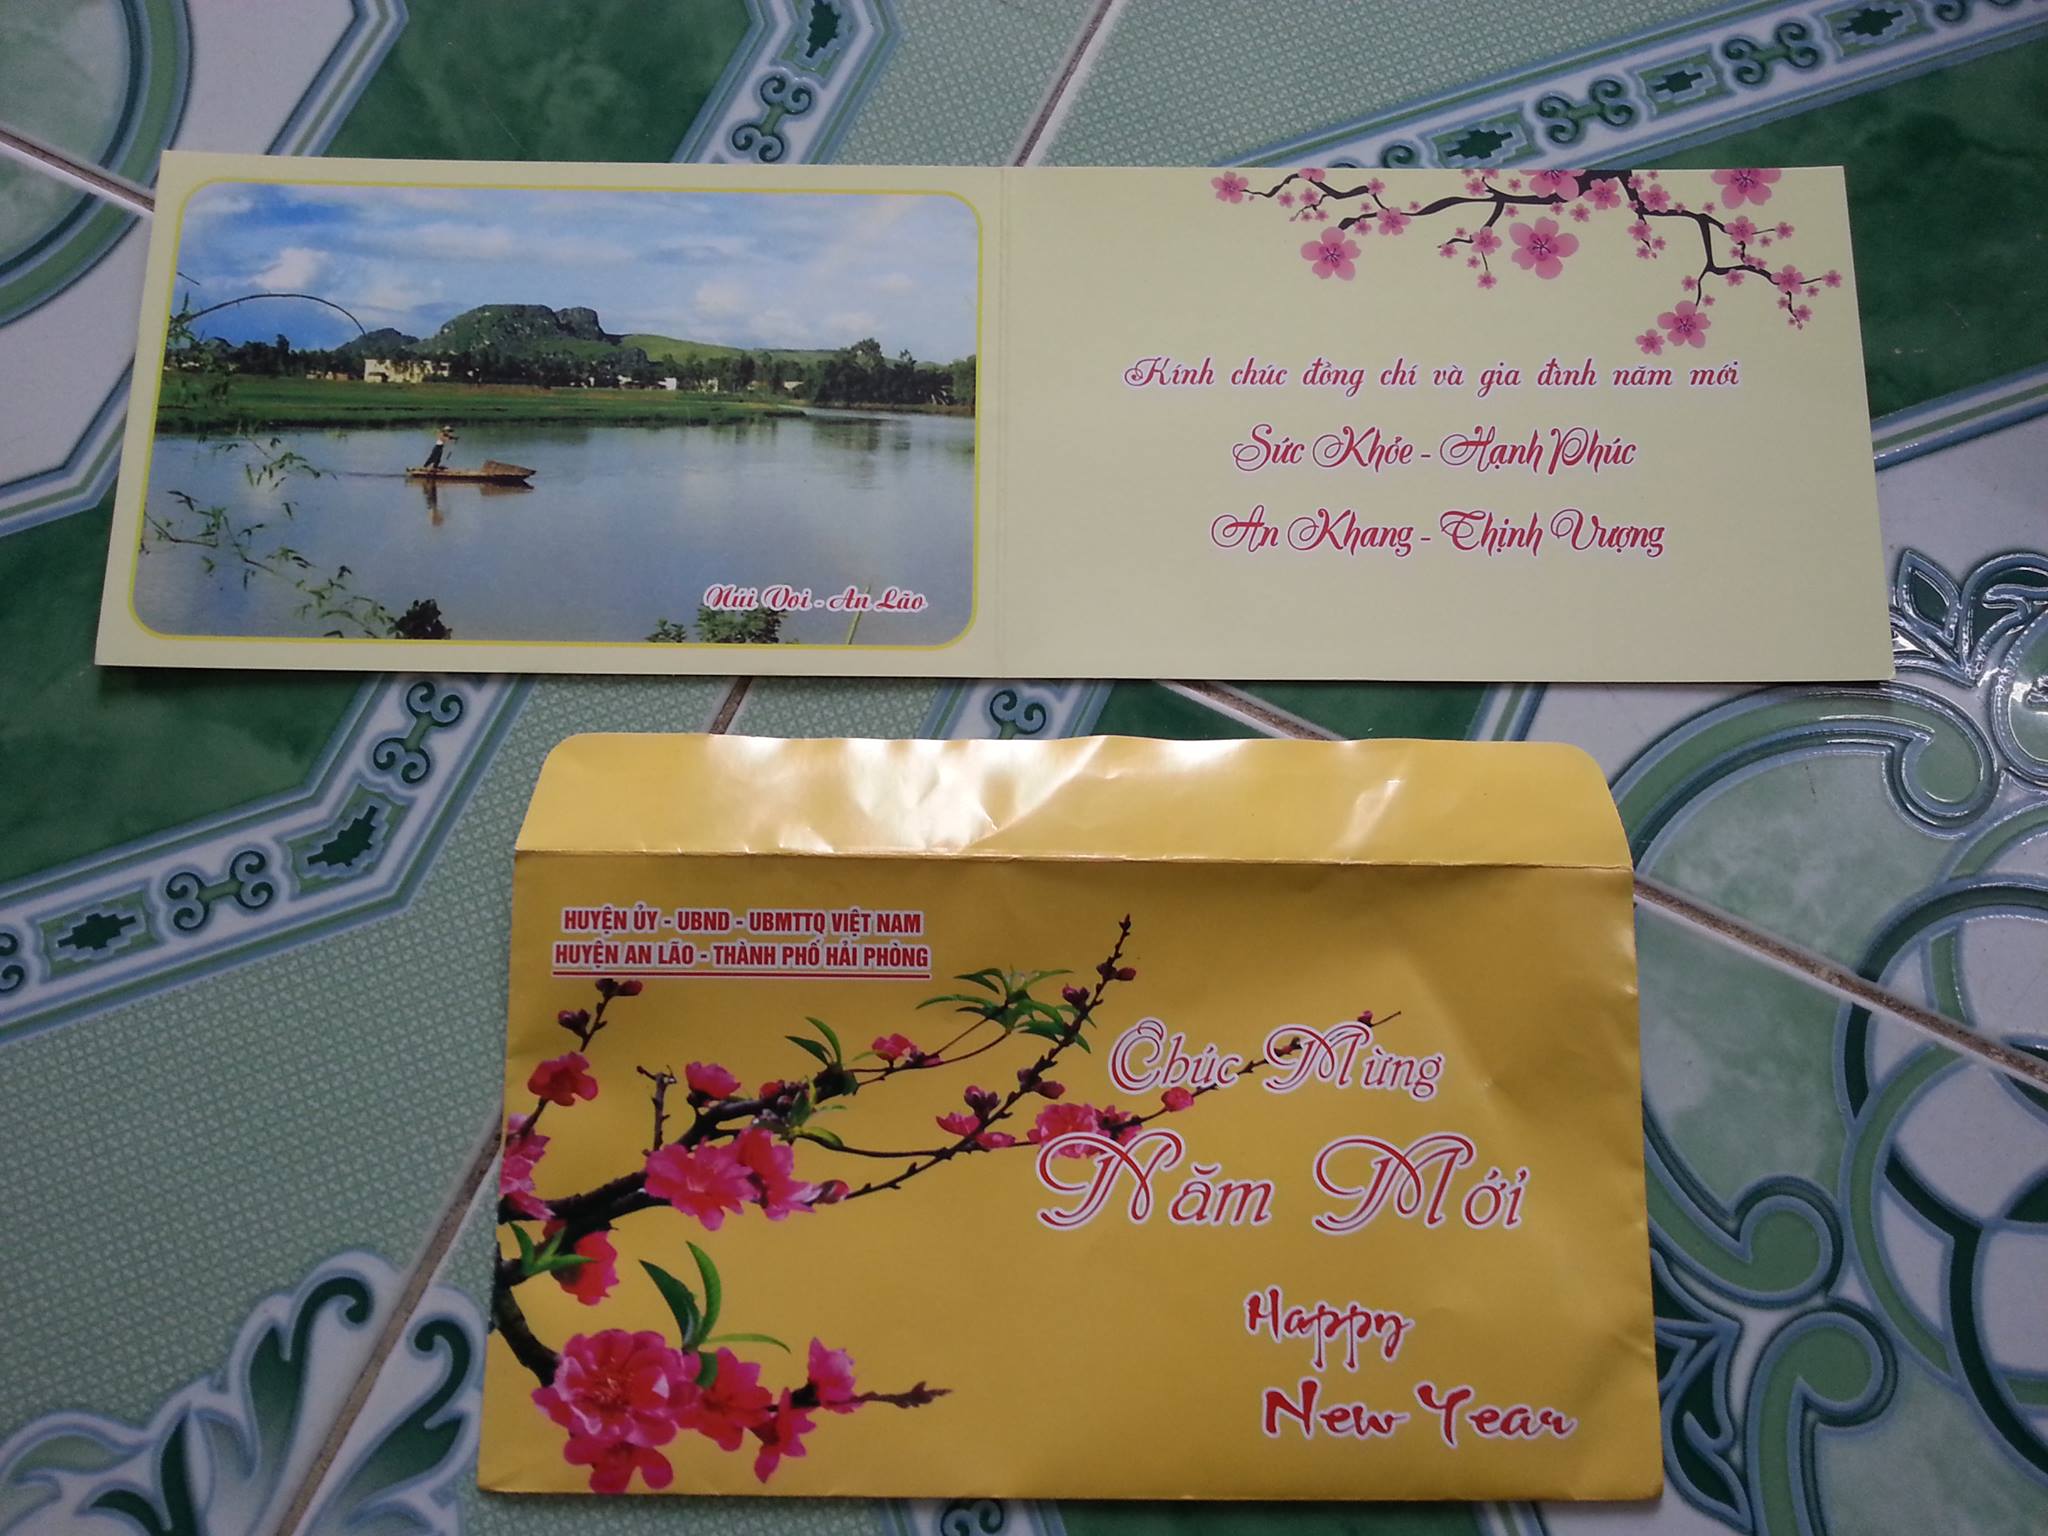 Núi Voi - An Lão
Kính chúc đồng chí và gia đình năm mới
Sức Khỏe - Hạnh Phúc
An Khang - Thịnh Vượng
HUYỆN ỦY - UBND - UBMTTQ VIỆT NAM
HUYỆN AN LÃO - THÀNH PHỐ HẢI PHÒNG
Chúc Mừng
Năm Mới
Happy
New Year